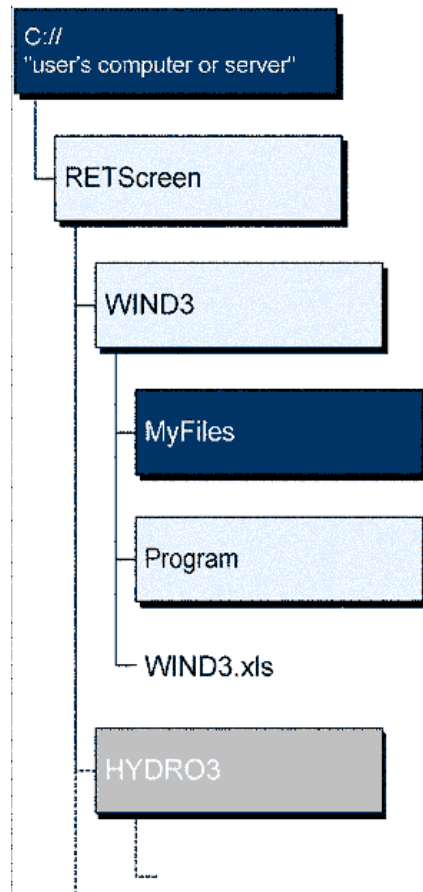 C://
"user's computer or server"
RETScreen
WIND3
MyFiles
Program
WIND3.xls
HYDRO3